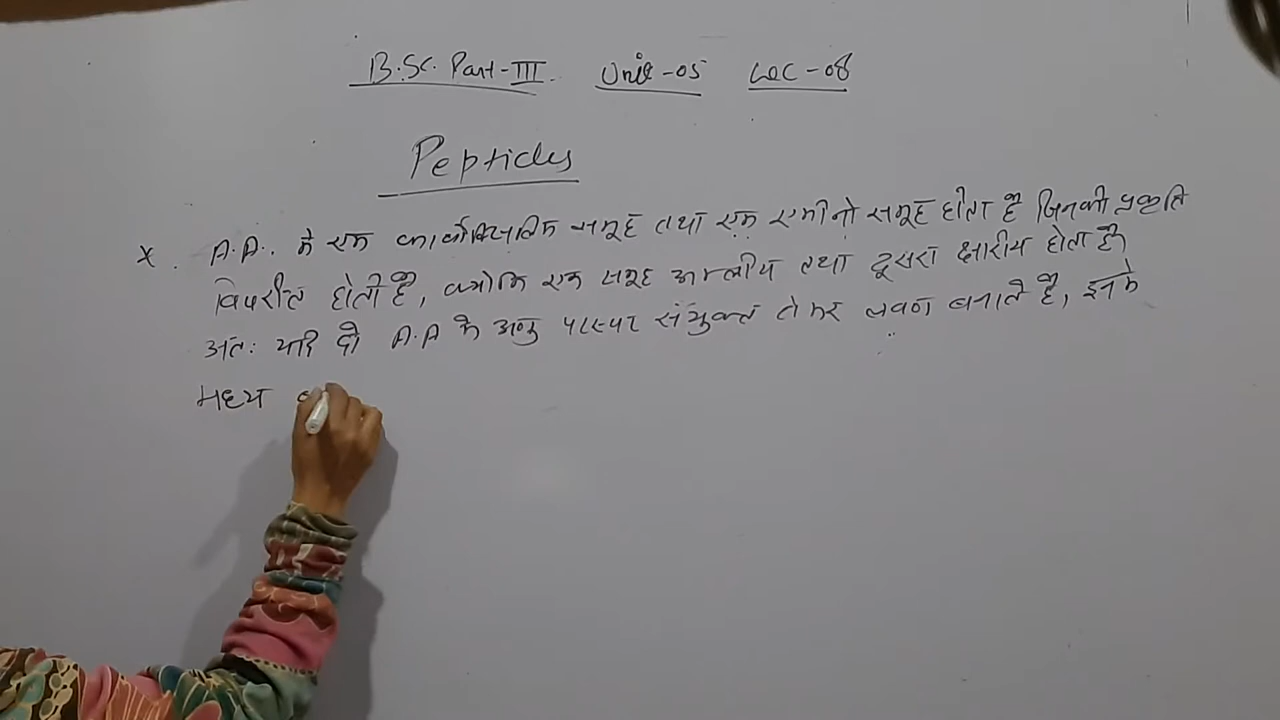 B.Sc. Part-III. Unit-05 Lec-08
Peptides
* . A.A. मे एक कार्बोक्सिलिक समूह तथा एक एमीनो समूह होता है जिनकी प्रकृति
विपरीत होती है, क्योकि एक समूह अम्लीय तथा दूसरा क्षारीय होता है,
अतः यदि दो A.A के अणु परस्पर संयुक्त होकर लवण बनाते है, इनके
मध्य